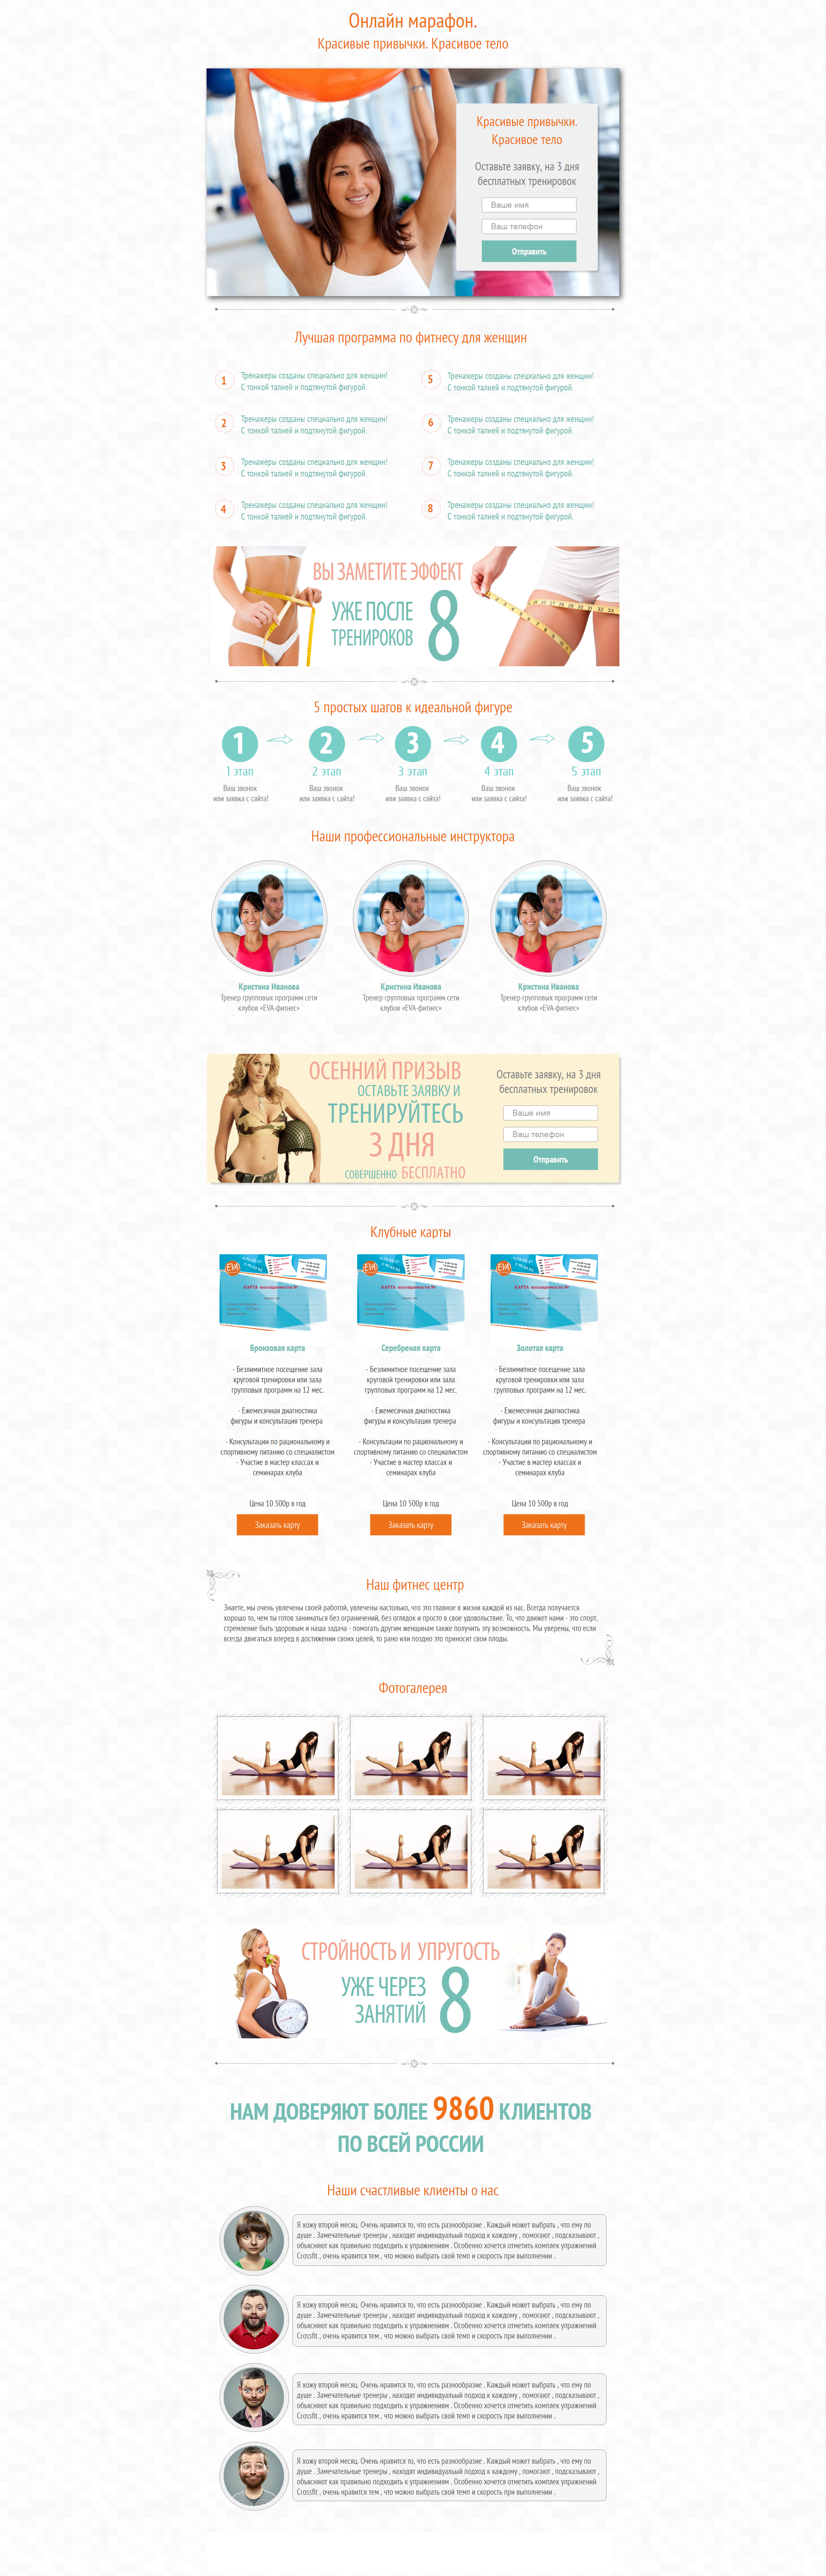 Онлайн марафон.
Красивые привычки. Красивое тело
Красивые привычки.
Красивое тело
Оставьте заявку, на 3 дня
бесплатных тренировок
Ваше имя
Ваш телефон
Отправить
Лучшая программа по фитнесу для женщин
1
Тренажеры созданы специально для женщин!
С тонкой талией и подтянутой фигурой.
2
Тренажеры созданы специально для женщин!
С тонкой талией и подтянутой фигурой.
3
Тренажеры созданы специально для женщин!
С тонкой талией и подтянутой фигурой.
4
Тренажеры созданы специально для женщин!
С тонкой талией и подтянутой фигурой.
5
Тренажеры созданы специально для женщин!
С тонкой талией и подтянутой фигурой.
6
Тренажеры созданы специально для женщин!
С тонкой талией и подтянутой фигурой.
7
Тренажеры созданы специально для женщин!
С тонкой талией и подтянутой фигурой.
8
Тренажеры созданы специально для женщин!
С тонкой талией и подтянутой фигурой.
ВЫ ЗАМЕТИТЕ ЭФФЕКТ
УЖЕ ПОСЛЕ 8
ТРЕНИРОКОВ
5 простых шагов к идеальной фигуре
1
1 этап
Ваш звонок
или заявка с сайта!
2
2 этап
Ваш звонок
или заявка с сайта!
3
3 этап
Ваш звонок
или заявка с сайта!
4
4 этап
Ваш звонок
или заявка с сайта!
5
5 этап
Ваш звонок
или заявка с сайта!
Наши профессиональные инструктора
Кристина Иванова
Тренер групповых программ сети
клубов «EVA-фитнес»
Кристина Иванова
Тренер групповых программ сети
клубов «EVA-фитнес»
Кристина Иванова
Тренер групповых программ сети
клубов «EVA-фитнес»
ОСЕННИЙ ПРИЗЫВ
ОСТАВЬТЕ ЗАЯВКУ И
ТРЕНИРУЙТЕСЬ
3 ДНЯ
СОВЕРШЕННО БЕСПЛАТНО
Оставьте заявку, на 3 дня
бесплатных тренировок
Ваше имя
Ваш телефон
Отправить
Клубные карты
EVA
КАРТА посещаемости №
Бронзовая карта
- Безлимитное посещение зала
круговой тренировки или зала
групповых программ на 12 мес.
- Ежемесячная диагностика
фигуры и консультация тренера
- Консультации по рациональному и
спортивному питанию со специалистом
- Участие в мастер классах и
семинарах клуба
Цена 10 500р в год
Заказать карту
EVA
КАРТА посещаемости №
Серебреная карта
- Безлимитное посещение зала
круговой тренировки или зала
групповых программ на 12 мес.
- Ежемесячная диагностика
фигуры и консультация тренера
- Консультации по рациональному и
спортивному питанию со специалистом
- Участие в мастер классах и
семинарах клуба
Цена 10 500р в год
Заказать карту
EVA
КАРТА посещаемости №
Золотая карта
- Безлимитное посещение зала
круговой тренировки или зала
групповых программ на 12 мес.
- Ежемесячная диагностика
фигуры и консультация тренера
- Консультации по рациональному и
спортивному питанию со специалистом
- Участие в мастер классах и
семинарах клуба
Цена 10 500р в год
Заказать карту
Наш фитнес центр
Знаете, мы очень увлечены своей работой, увлечены настолько, что это главное в жизни каждой из нас. Всегда получается
хорошо то, чем ты готов заниматься без ограничений, без оглядок и просто в свое удовольствие. То, что движет нами - это спорт,
стремление быть здоровым и наша задача - помогать другим женщинам также получить эту возможность. Мы уверены, что если
всегда двигаться вперед в достижении своих целей, то рано или поздно это приносит свои плоды.
Фотогалерея
СТРОЙНОСТЬ И УПРУГОСТЬ
УЖЕ ЧЕРЕЗ 8
ЗАНЯТИЙ
НАМ ДОВЕРЯЮТ БОЛЕЕ 9860 КЛИЕНТОВ
ПО ВСЕЙ РОССИИ
Наши счастливые клиенты о нас
Я хожу второй месяц. Очень нравится то, что есть разнообразие . Каждый может выбрать , что ему по
душе . Замечательные тренеры , находят индивидуальый подход к каждому , помогают , подсказывают ,
объясняют как правильно подходить к упражнениям . Особенно хочется отметить комплек упражнений
Crossfit , очень нравится тем , что можно выбрать свой темп и скорость при выполнении .
Я хожу второй месяц. Очень нравится то, что есть разнообразие . Каждый может выбрать , что ему по
душе . Замечательные тренеры , находят индивидуальый подход к каждому , помогают , подсказывают ,
объясняют как правильно подходить к упражнениям . Особенно хочется отметить комплек упражнений
Crossfit , очень нравится тем , что можно выбрать свой темп и скорость при выполнении .
Я хожу второй месяц. Очень нравится то, что есть разнообразие . Каждый может выбрать , что ему по
душе . Замечательные тренеры , находят индивидуальый подход к каждому , помогают , подсказывают ,
объясняют как правильно подходить к упражнениям . Особенно хочется отметить комплек упражнений
Crossfit , очень нравится тем , что можно выбрать свой темп и скорость при выполнении .
Я хожу второй месяц. Очень нравится то, что есть разнообразие . Каждый может выбрать , что ему по
душе . Замечательные тренеры , находят индивидуальый подход к каждому , помогают , подсказывают ,
объясняют как правильно подходить к упражнениям . Особенно хочется отметить комплек упражнений
Crossfit , очень нравится тем , что можно выбрать свой темп и скорость при выполнении .